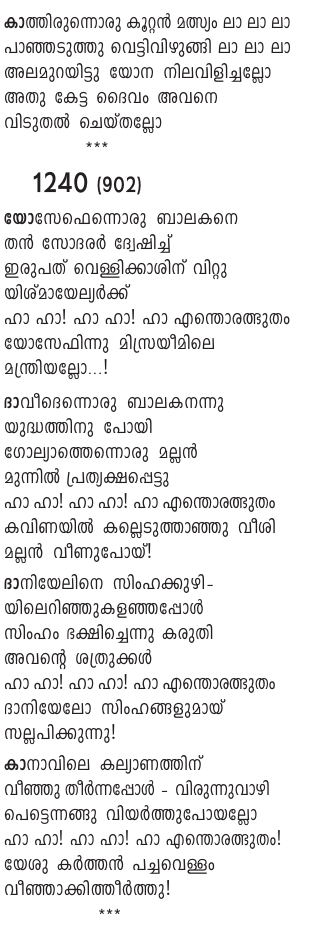 കാത്തിരുന്നൊരു കൂറ്റൻ മത്സ്യം ലാ ലാ ലാ
പാഞ്ഞടുത്തു വെട്ടിവിഴുങ്ങി ലാ ലാ ലാ
അലമുറയിട്ടു യോന നിലവിളിച്ചല്ലോ
അതു കേട്ട ദൈവം അവനെ
വിടുതൽ ചെയ്തല്ലോ
***
1240 (902)
യോസേഫെന്നൊരു ബാലകനെ
തൻ സോദരർ ദ്വേഷിച്ച്
ഇരുപത് വെള്ളിക്കാശിന് വിറ്റു
യിശ്മായേല്യർക്ക്
ഹാ ഹാ! ഹാ ഹാ! ഹാ എന്തൊരത്ഭുതം
യോസേഫിന്നു മിസ്രയീമിലെ
മന്ത്രിയല്ലോ...!
ദാവീദെന്നൊരു ബാലകനന്നു
യുദ്ധത്തിനു പോയി
ഗോല്യാത്തെന്നൊരു മല്ലൻ
മുന്നിൽ പ്രത്യക്ഷപ്പെട്ടു
ഹാ ഹാ! ഹാ ഹാ! ഹാ എന്തൊരത്ഭുതം
കവിണയിൽ കല്ലെടുത്താഞ്ഞു വീശി
മല്ലൻ വീണുപോയ്!
ദാനിയേലിനെ സിംഹക്കുഴി-
യിലെറിഞ്ഞുകളഞ്ഞപ്പോൾ
സിംഹം ഭക്ഷിച്ചെന്നു കരുതി
അവന്റെ ശത്രുക്കൾ
ഹാ ഹാ! ഹാ ഹാ! ഹാ എന്തൊരത്ഭുതം
ദാനിയേലോ സിംഹങ്ങളുമായ്
സല്ലപിക്കുന്നു!
കാനാവിലെ കല്യാണത്തിന്
വീഞ്ഞു തീർന്നപ്പോൾ - വിരുന്നുവാഴി
പെട്ടെന്നങ്ങു വിയർത്തുപോയല്ലോ
ഹാ ഹാ! ഹാ ഹാ! ഹാ എന്തൊരത്ഭുതം!
യേശു കർത്തൻ പച്ചവെള്ളം
വീഞ്ഞാക്കിത്തീർത്തു!
***